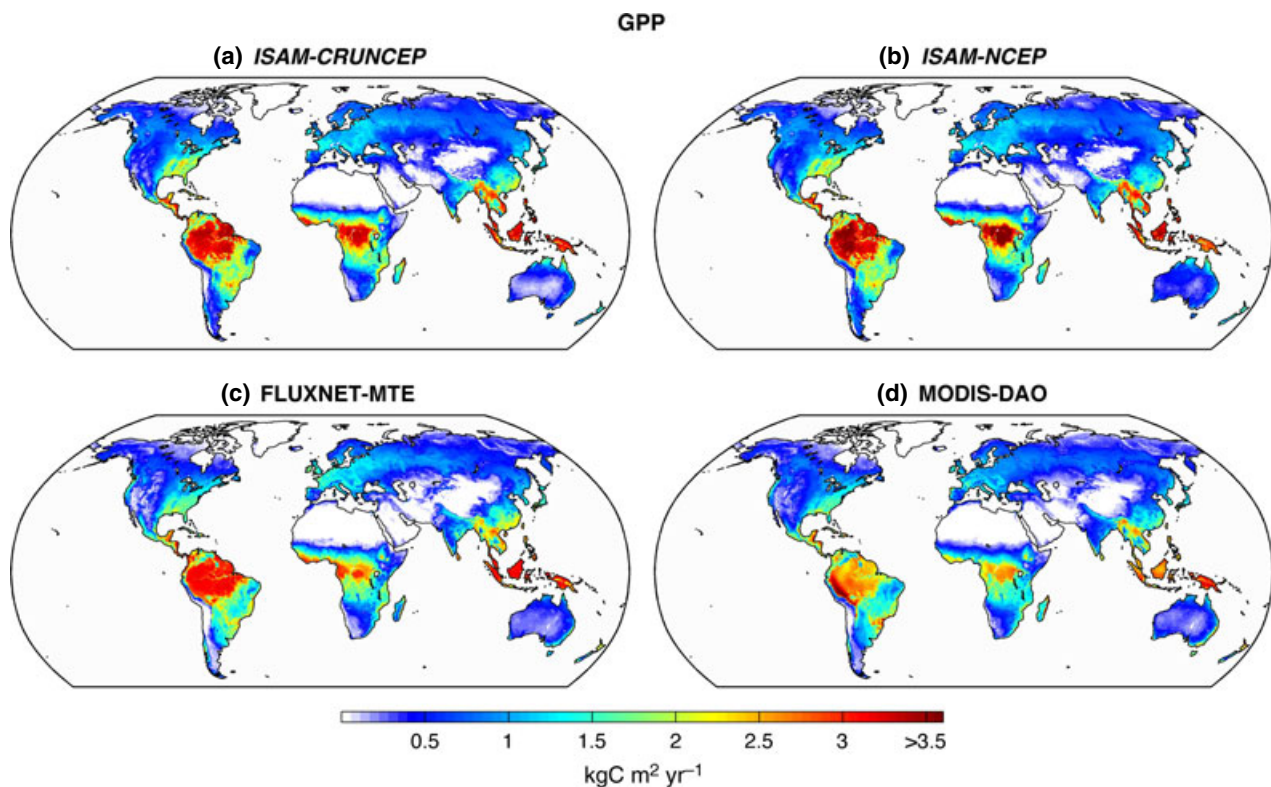 GPP
(a) ISAM-CRUNCEP
(b) ISAM-NCEP
(c) FLUXNET-MTE
(d) MODIS-DAO
0.5 1 1.5 2 2.5 3 >3.5
kgC m² yr⁻¹